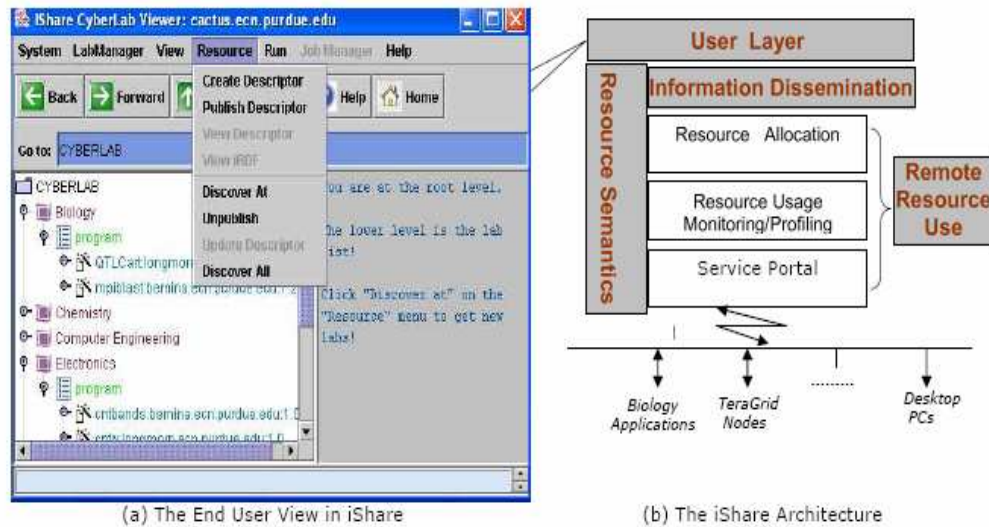 IShare CyberLab Viewer: cactus.ecn.purdue.edu
System LabManager View Resource Run Job Manager Help
Back Forward Help Home
Create Descriptor
Publish Descriptor
View Descriptor
View iRDF
Discover At
Unpublish
Update Descriptor
Discover All
Go to: CYBERLAB
CYBERLAB
Biology
program
QTLCart.longmor
mpiblast.bernina.ecn.purdue.edu:1.2
Chemistry
Computer Engineering
Electronics
program
cntbands.bernina.ecn.purdue.edu:1.0
You are at the root level.
The lower level is the lab
list!
Click "Discover at" on the
"Resource" menu to get new
labs!
(a) The End User View in iShare
User Layer
Resource Semantics
Information Dissemination
Resource Allocation
Resource Usage
Monitoring/Profiling
Service Portal
Remote
Resource
Use
Biology
Applications
TeraGrid
Nodes
Desktop
PCs
(b) The iShare Architecture